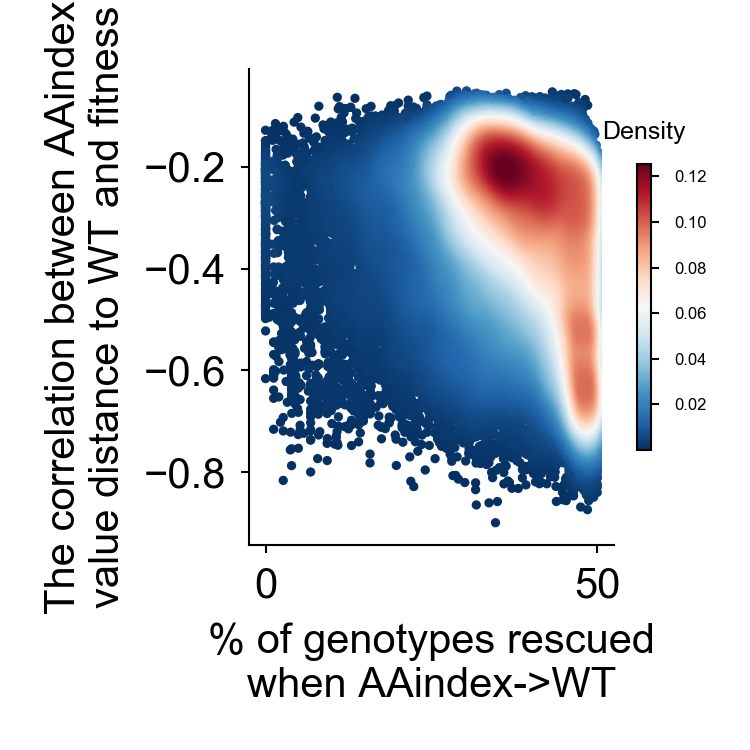 The correlation between AAindex
value distance to WT and fitness
−0.2
−0.4
−0.6
−0.8
0
50
% of genotypes rescued
when AAindex->WT
Density
0.12
0.10
0.08
0.06
0.04
0.02